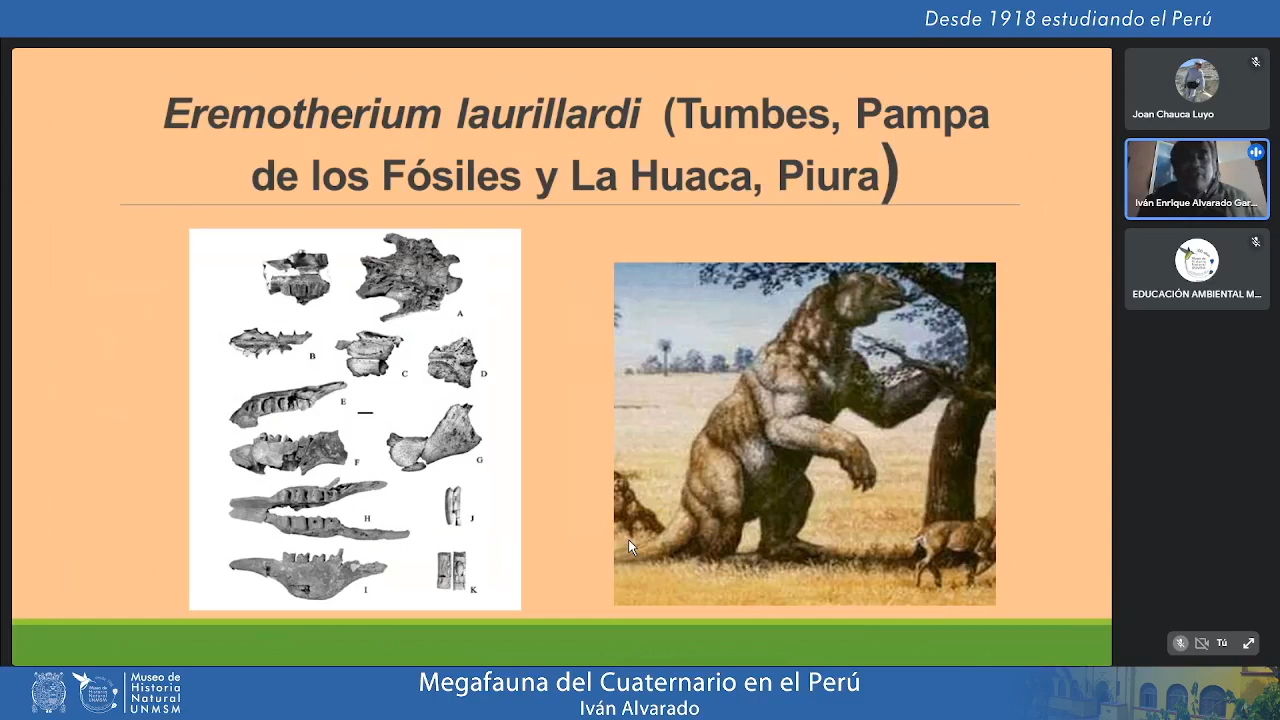 Desde 1918 estudiando el Perú
Eremotherium laurillardi (Tumbes, Pampa
de los Fósiles y La Huaca, Piura)
A
B
C
D
E
F
G
H
J
I
K
Joan Chauca Luyo
Iván Enrique Alvarado Gar...
EDUCACIÓN AMBIENTAL M...
Tú
Museo de
Historia
Natural
UNMSM
Megafauna del Cuaternario en el Perú
Iván Alvarado